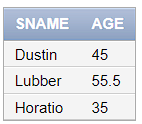 SNAME AGE
Dustin 45
Lubber 55.5
Horatio 35